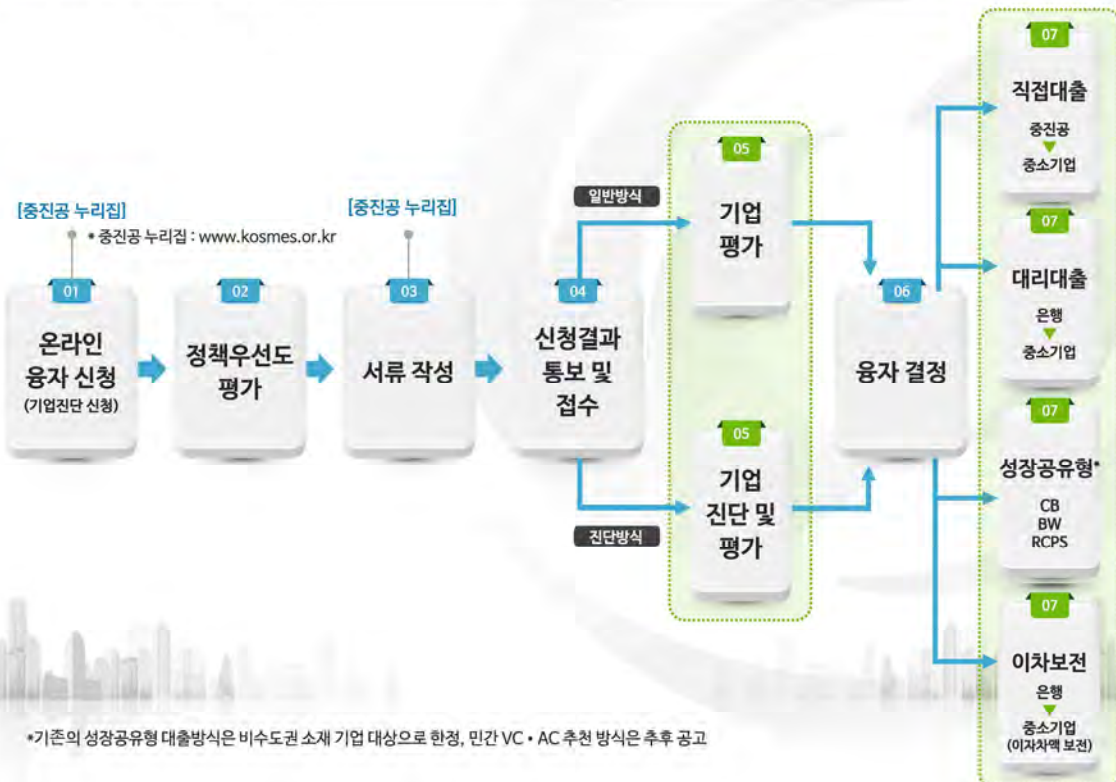 [중진공 누리집]
• 중진공 누리집 : www.kosmes.or.kr
01
온라인
융자 신청
(기업진단 신청)
02
정책우선도
평가
[중진공 누리집]
03
서류 작성
04
신청결과
통보 및
접수
일반방식
05
기업
평가
진단방식
05
기업
진단 및
평가
06
융자 결정
07
직접대출
중진공
중소기업
07
대리대출
은행
중소기업
07
성장공유형*
CB
BW
RCPS
07
이차보전
은행
중소기업
(이자차액 보전)
*기존의 성장공유형 대출방식은 비수도권 소재 기업 대상으로 한정, 민간 VC • AC 추천 방식은 추후 공고